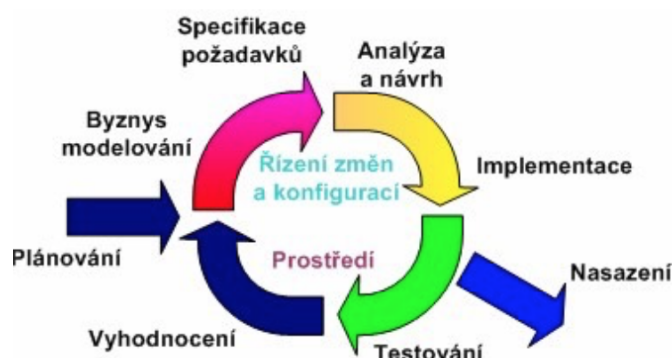 Specifikace
požadavků
Analýza
a návrh
Byznys
modelování
Řízení změn
a konfigurací
Implementace
Plánování
Prostředí
Nasazení
Vyhodnocení
Testování